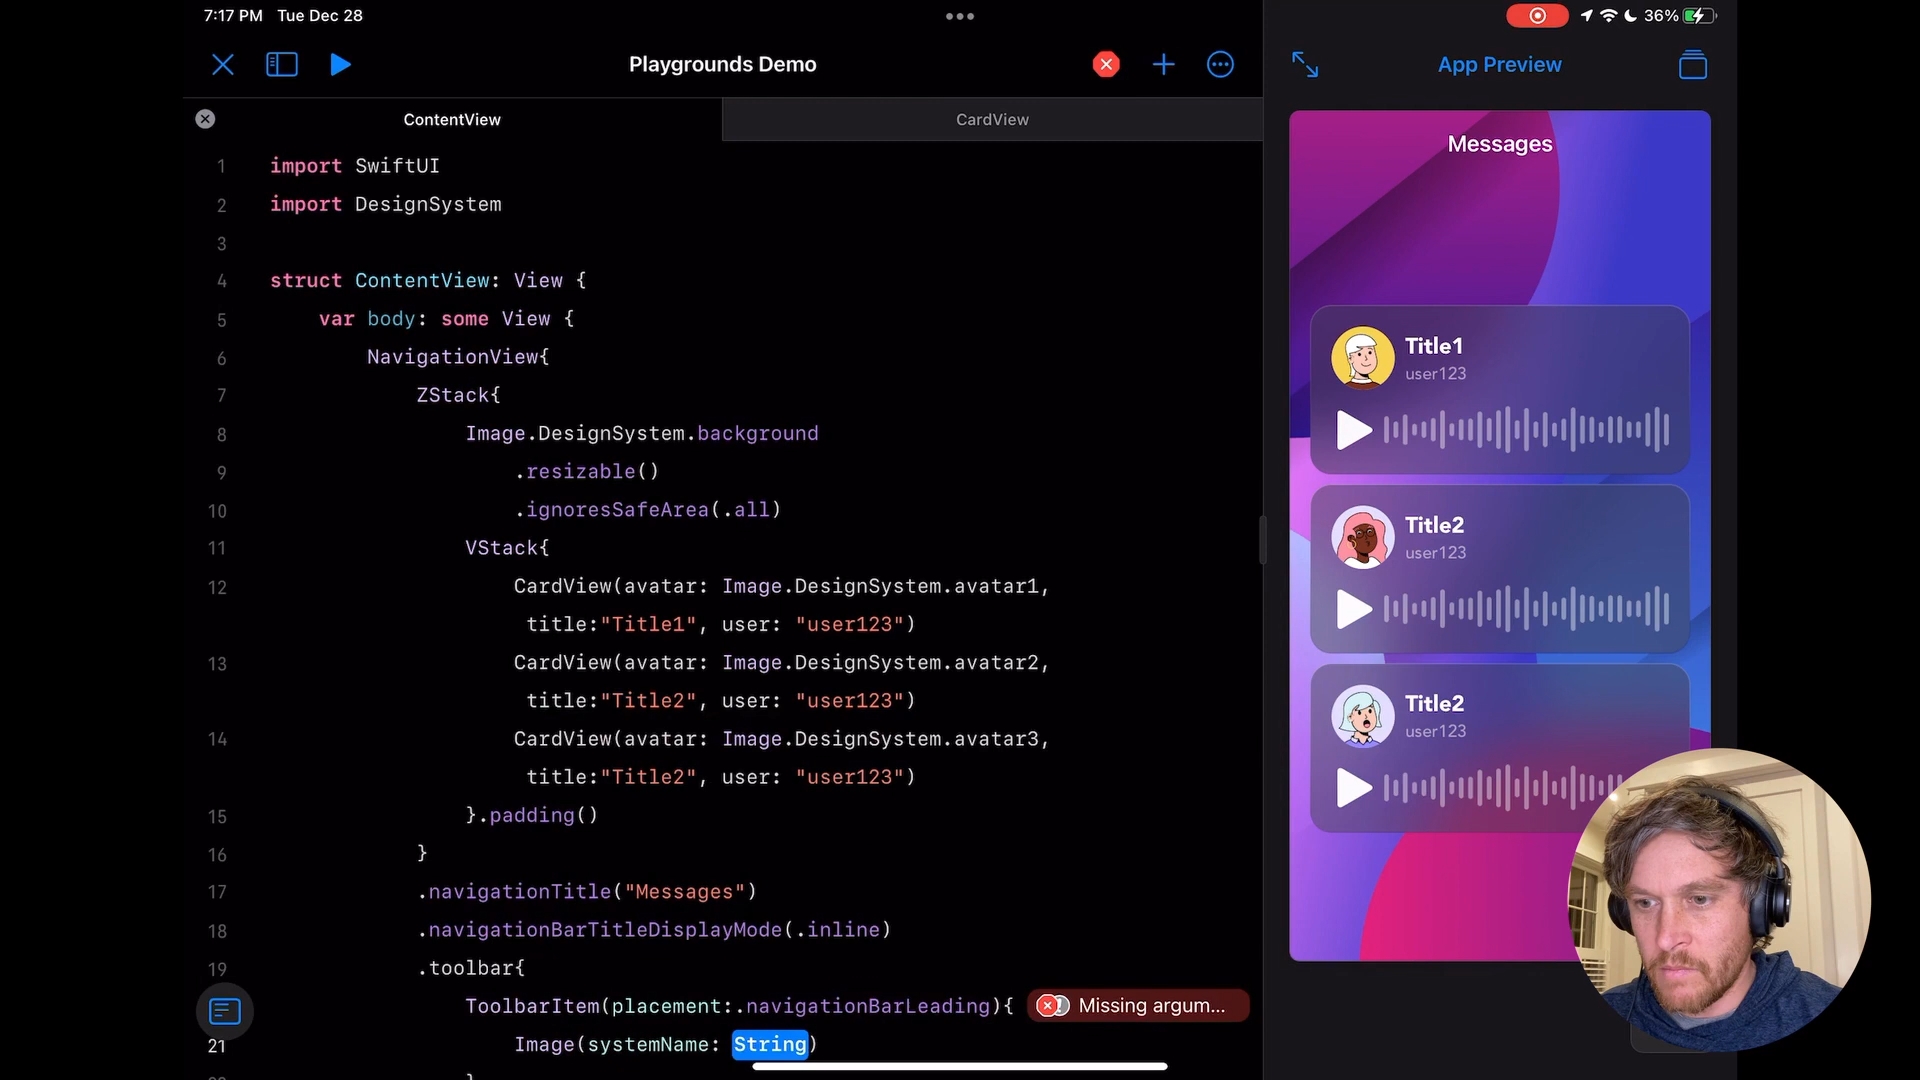 7:17 PM Tue Dec 28
36%
Playgrounds Demo
App Preview
ContentView
CardView
1 import SwiftUI
2 import DesignSystem
3
4 struct ContentView: View {
5 var body: some View {
6 NavigationView{
7 ZStack{
8 Image.DesignSystem.background
9 .resizable()
10 .ignoresSafeArea(.all)
11 VStack{
12 CardView(avatar: Image.DesignSystem.avatar1,
title:"Title1", user: "user123")
13 CardView(avatar: Image.DesignSystem.avatar2,
title:"Title2", user: "user123")
14 CardView(avatar: Image.DesignSystem.avatar3,
title:"Title2", user: "user123")
15 }.padding()
16 }
17 .navigationTitle("Messages")
18 .navigationBarTitleDisplayMode(.inline)
19 .toolbar{
ToolbarItem(placement:.navigationBarLeading){
Missing argum...
21 Image(systemName: String)
}
Messages
Title1
user123
Title2
user123
Title2
user123